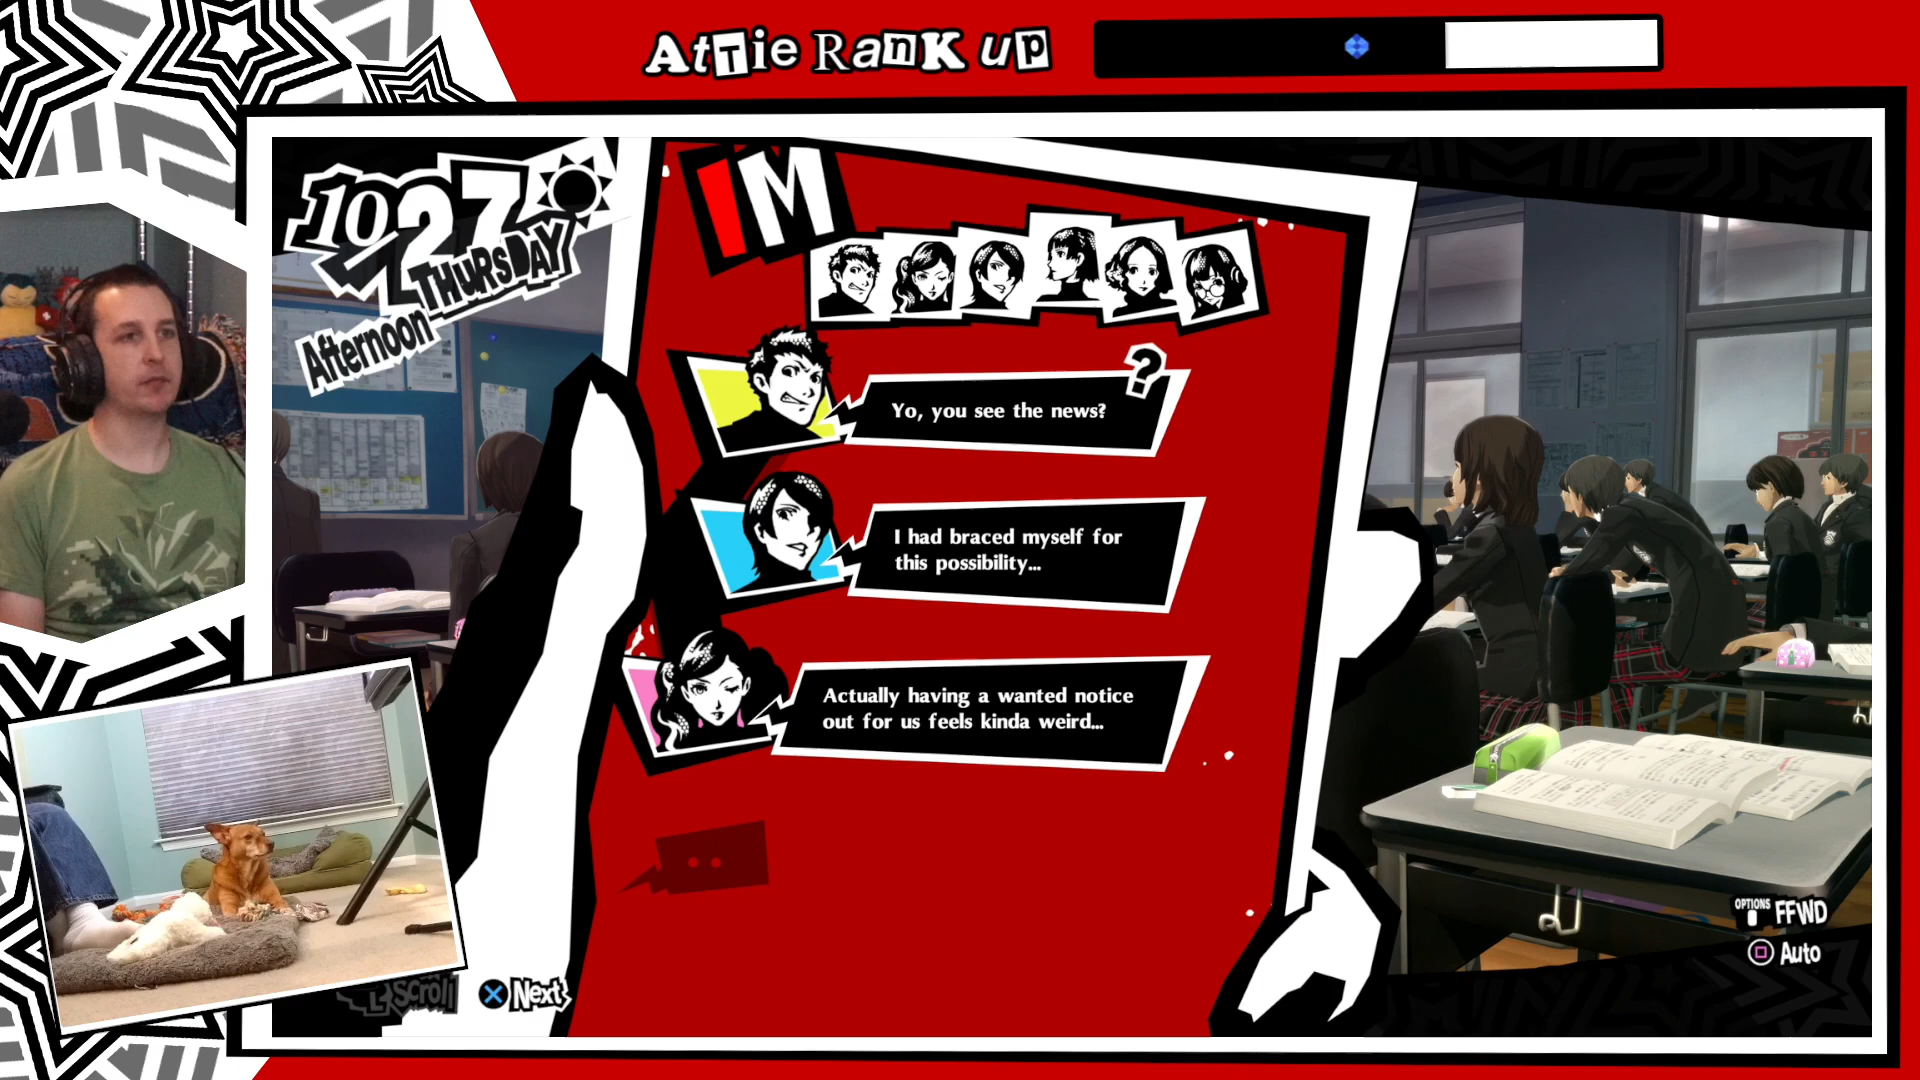 Attie Rank up
10 27
THURSDAY
Afternoon
IM
?
Yo, you see the news?
I had braced myself for
this possibility...
Actually having a wanted notice
out for us feels kinda weird...
OPTIONS FFWD
Auto
L Scroll
Next